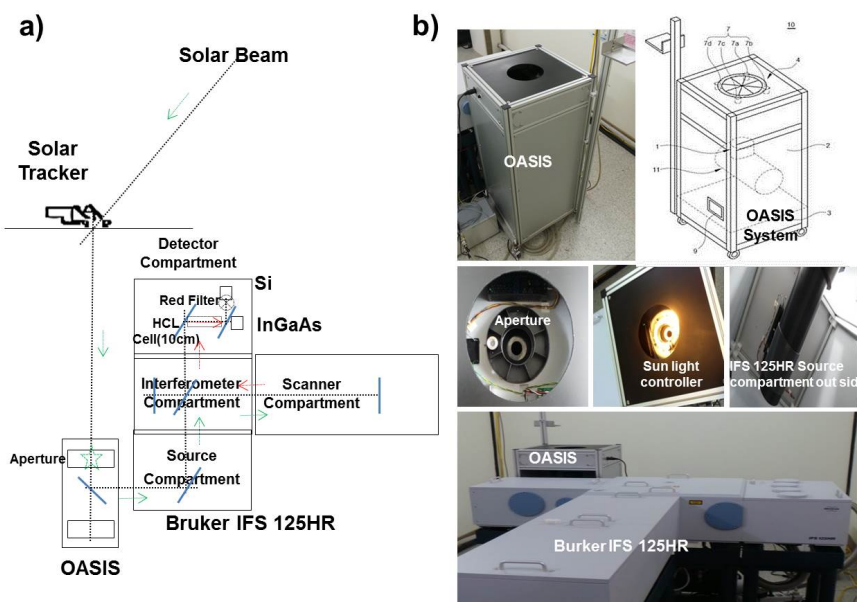 a)
Solar Beam
Solar
Tracker
Detector
Compartment
Si
Red Filter
HCL
Cell(10cm)
InGaAs
Interferometer
Compartment
Scanner
Compartment
Aperture
Source
Compartment
Bruker IFS 125HR
OASIS
b)
OASIS
10
7
7d 7c 7a 7b
4
1
2
11
3
9
OASIS
System
Aperture
Sun light
controller
IFS 125HR Source
compartment out sid
OASIS
Burker IFS 125HR
IFS 125HR